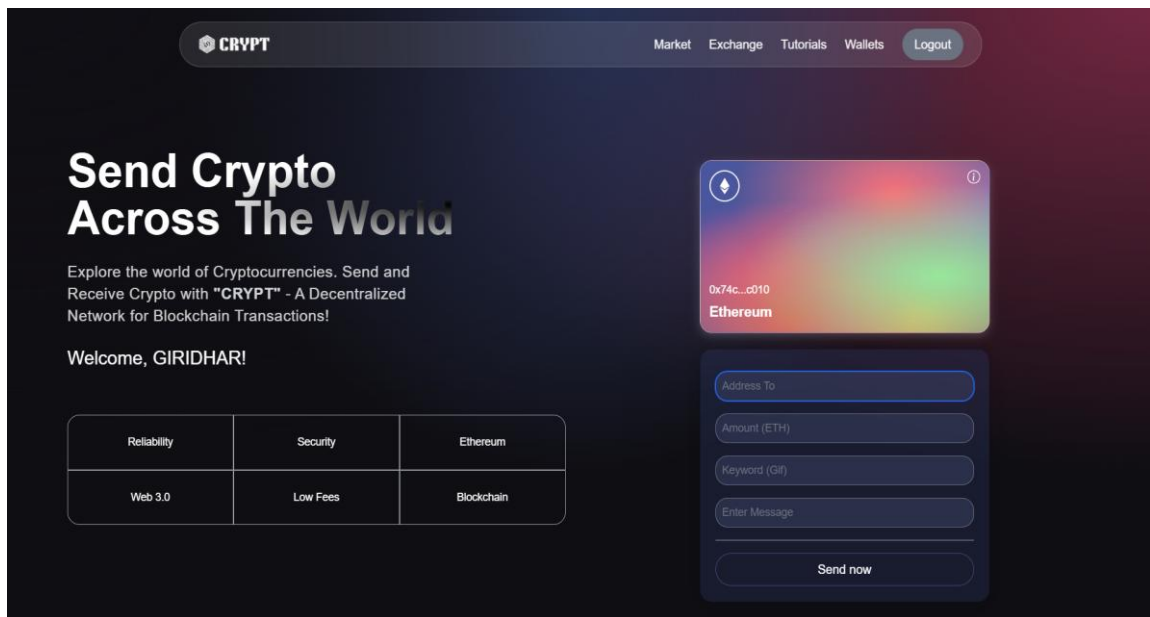 CRYPT
Market Exchange Tutorials Wallets Logout
Send Crypto
Across The World
Explore the world of Cryptocurrencies. Send and
Receive Crypto with "CRYPT" - A Decentralized
Network for Blockchain Transactions!
Welcome, GIRIDHAR!
Reliability Security Ethereum
Web 3.0 Low Fees Blockchain
0x74c...c010
Ethereum
Address To
Amount (ETH)
Keyword (Gif)
Enter Message
Send now